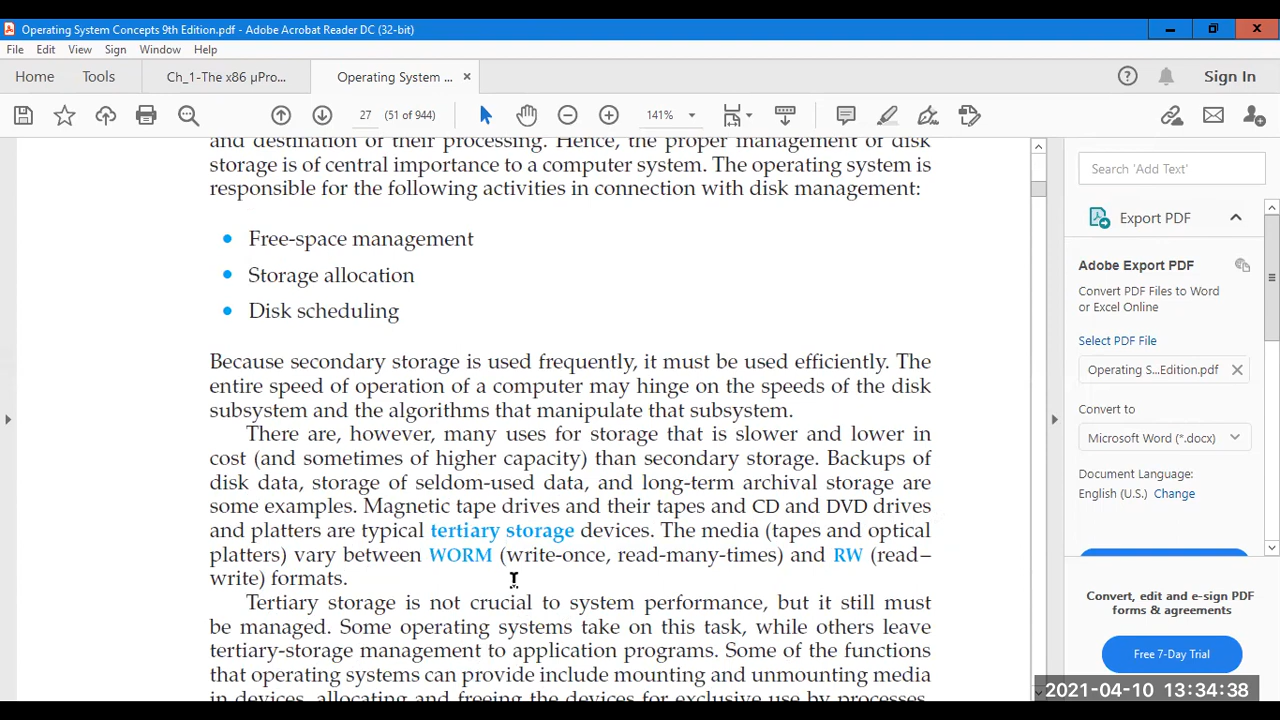 Operating System Concepts 9th Edition.pdf - Adobe Acrobat Reader DC (32-bit)
File Edit View Sign Window Help
Home Tools Ch_1-The x86 µPro... Operating System ... × Sign In
27 (51 of 944) 141%
and destination of their processing. Hence, the proper management of disk
storage is of central importance to a computer system. The operating system is
responsible for the following activities in connection with disk management:
• Free-space management
• Storage allocation
• Disk scheduling
Because secondary storage is used frequently, it must be used efficiently. The
entire speed of operation of a computer may hinge on the speeds of the disk
subsystem and the algorithms that manipulate that subsystem.
There are, however, many uses for storage that is slower and lower in
cost (and sometimes of higher capacity) than secondary storage. Backups of
disk data, storage of seldom-used data, and long-term archival storage are
some examples. Magnetic tape drives and their tapes and CD and DVD drives
and platters are typical tertiary storage devices. The media (tapes and optical
platters) vary between WORM (write-once, read-many-times) and RW (read–
write) formats.
Tertiary storage is not crucial to system performance, but it still must
be managed. Some operating systems take on this task, while others leave
tertiary-storage management to application programs. Some of the functions
that operating systems can provide include mounting and unmounting media
in devices, allocating and freeing the devices for exclusive use by processes,
Search 'Add Text'
Export PDF
Adobe Export PDF
Convert PDF Files to Word
or Excel Online
Select PDF File
Operating S...Edition.pdf
Convert to
Microsoft Word (*.docx)
Document Language:
English (U.S.) Change
Convert, edit and e-sign PDF
forms & agreements
Free 7-Day Trial
2021-04-10 13:34:38